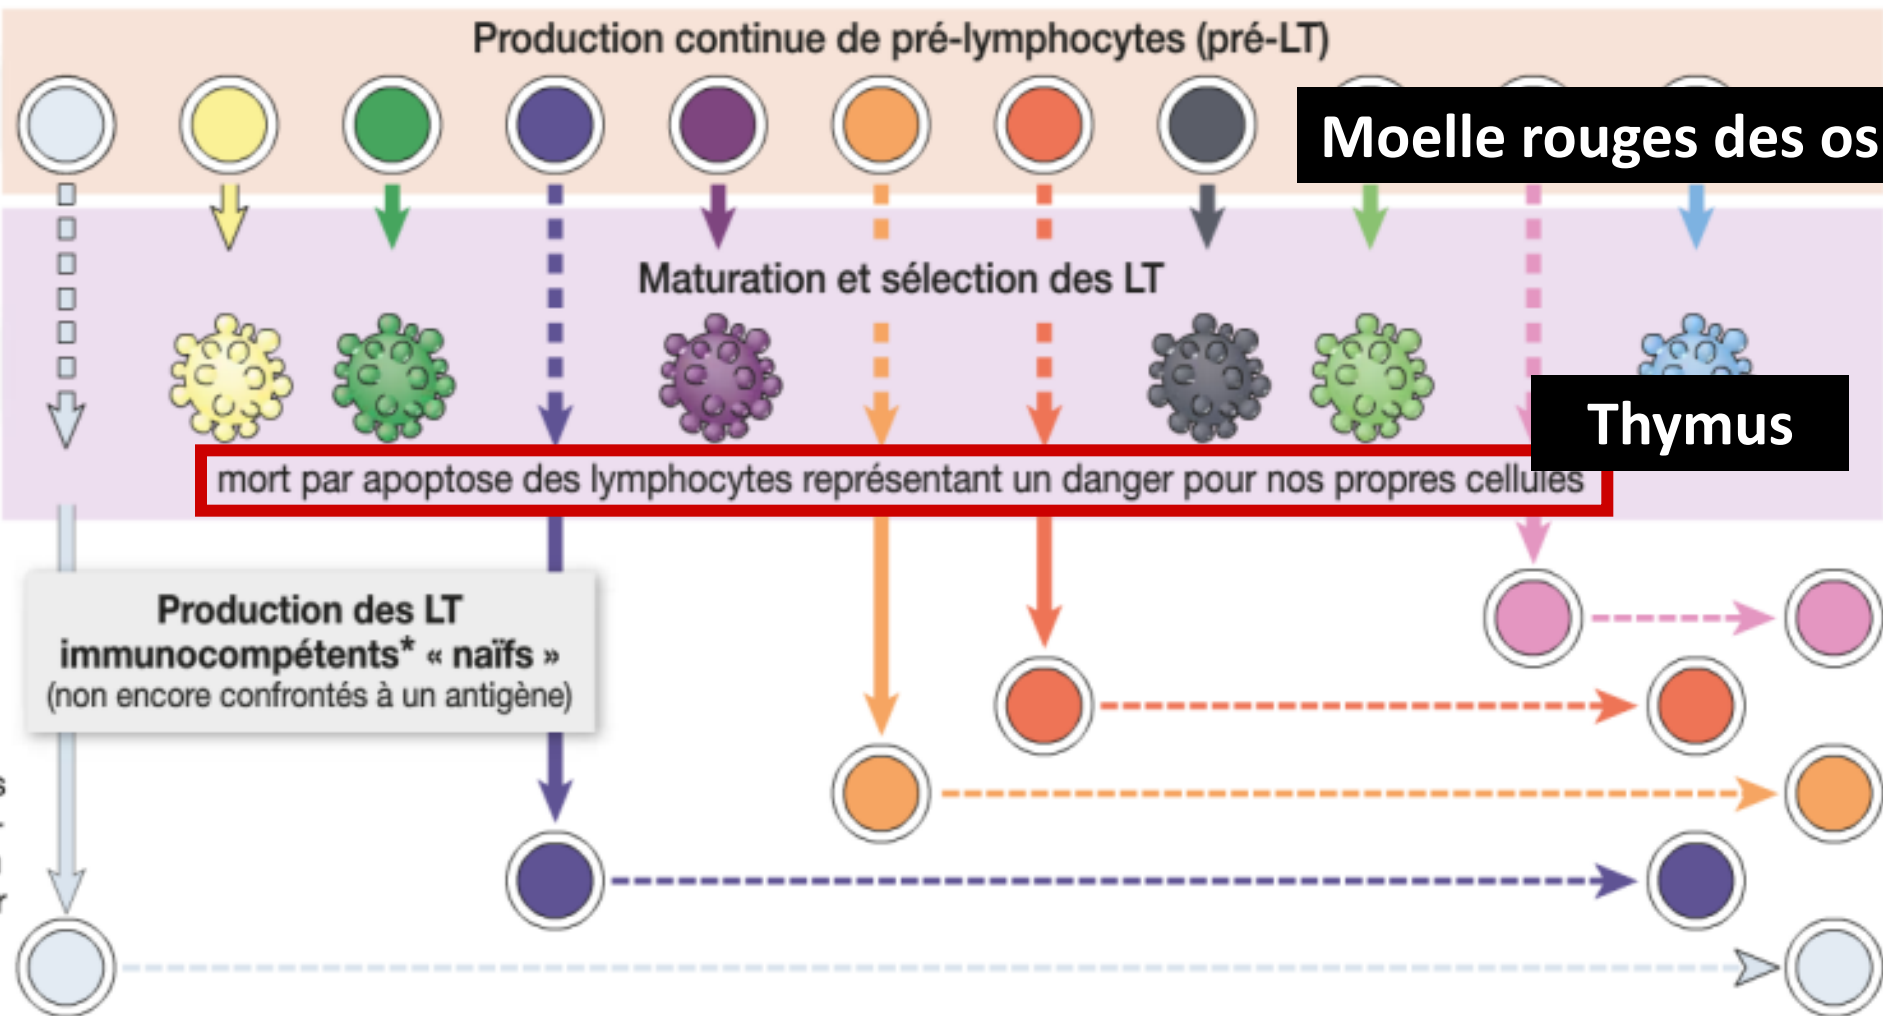 Production continue de pré-lymphocytes (pré-LT)
Moelle rouges des os
Maturation et sélection des LT
Thymus
mort par apoptose des lymphocytes représentant un danger pour nos propres cellules
Production des LT
immunocompétents* « naïfs »
(non encore confrontés à un antigène)